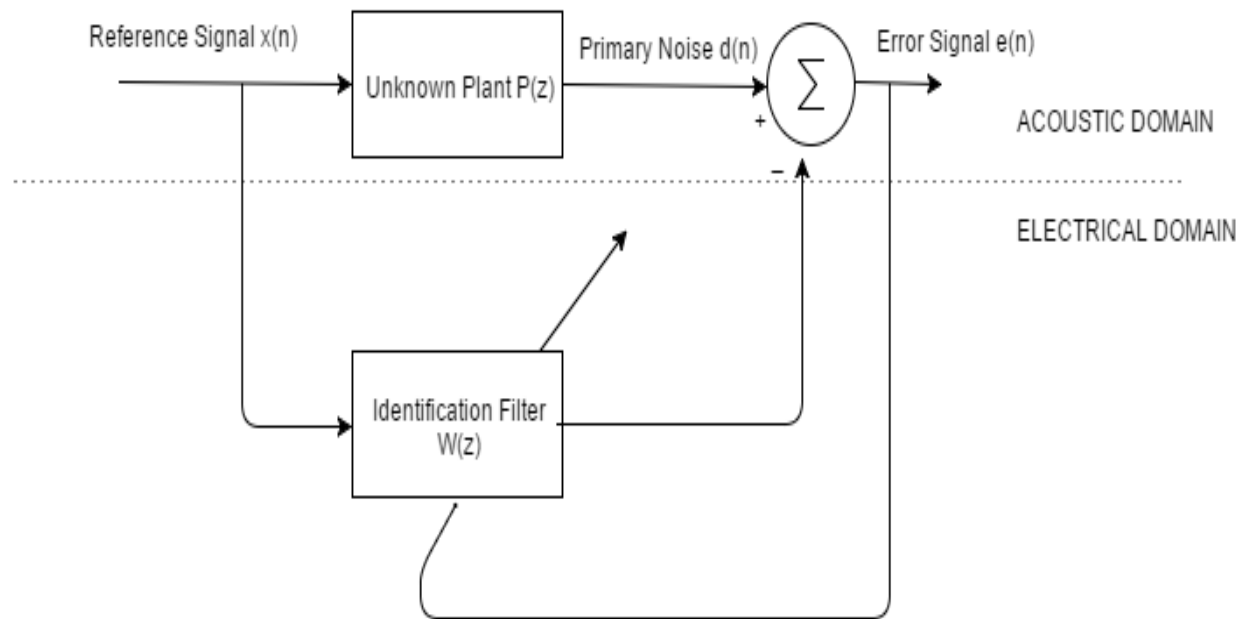 Reference Signal x(n)
Unknown Plant P(z)
Primary Noise d(n)
Σ
Error Signal e(n)
+
−
ACOUSTIC DOMAIN
ELECTRICAL DOMAIN
Identification Filter
W(z)